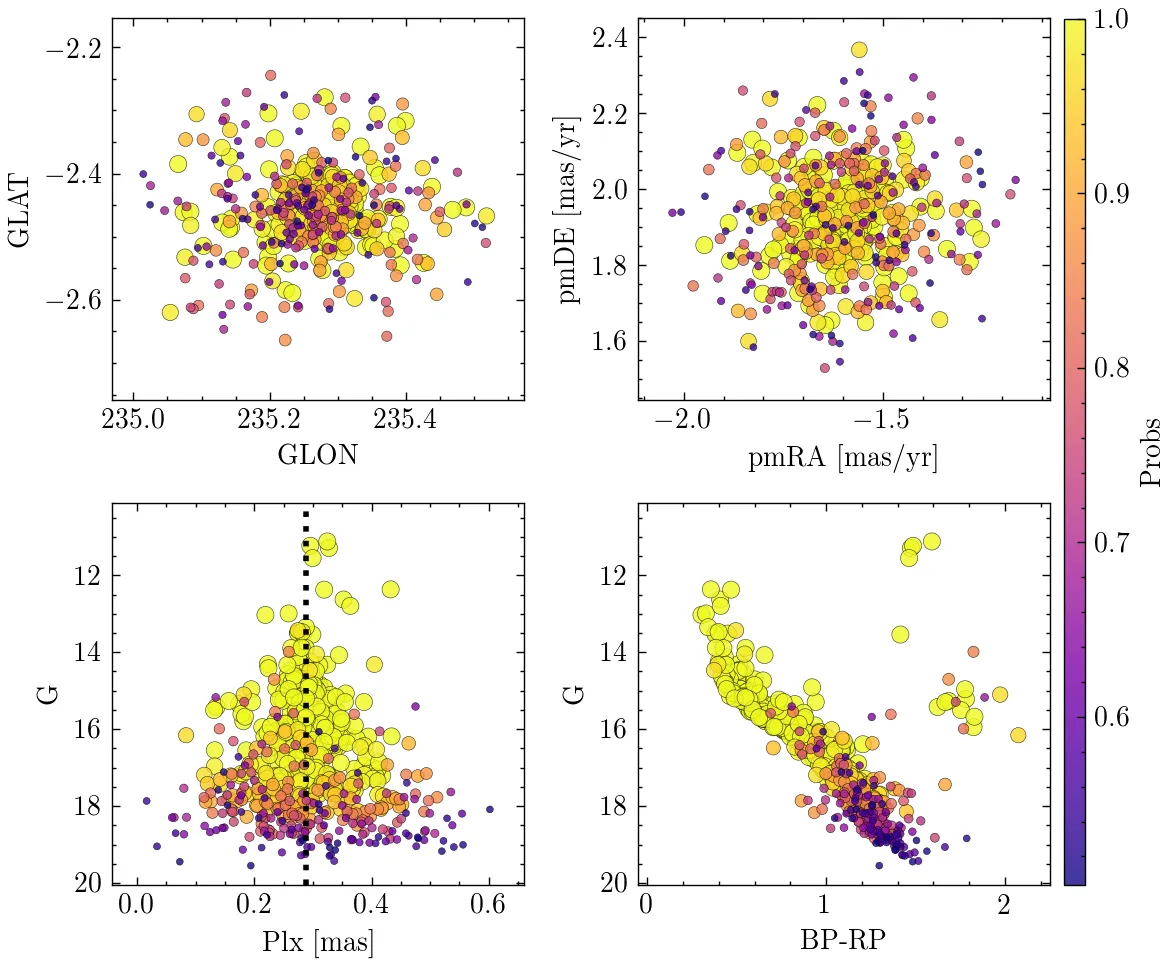 −2.2
−2.4
−2.6
GLAT
235.0 235.2 235.4
GLON
2.4
2.2
2.0
1.8
1.6
pmDE [mas/yr]
−2.0 −1.5
pmRA [mas/yr]
1.0
0.9
0.8
0.7
0.6
Probs
12
14
16
18
20
G
0.0 0.2 0.4 0.6
Plx [mas]
12
14
16
18
20
G
0 1 2
BP-RP